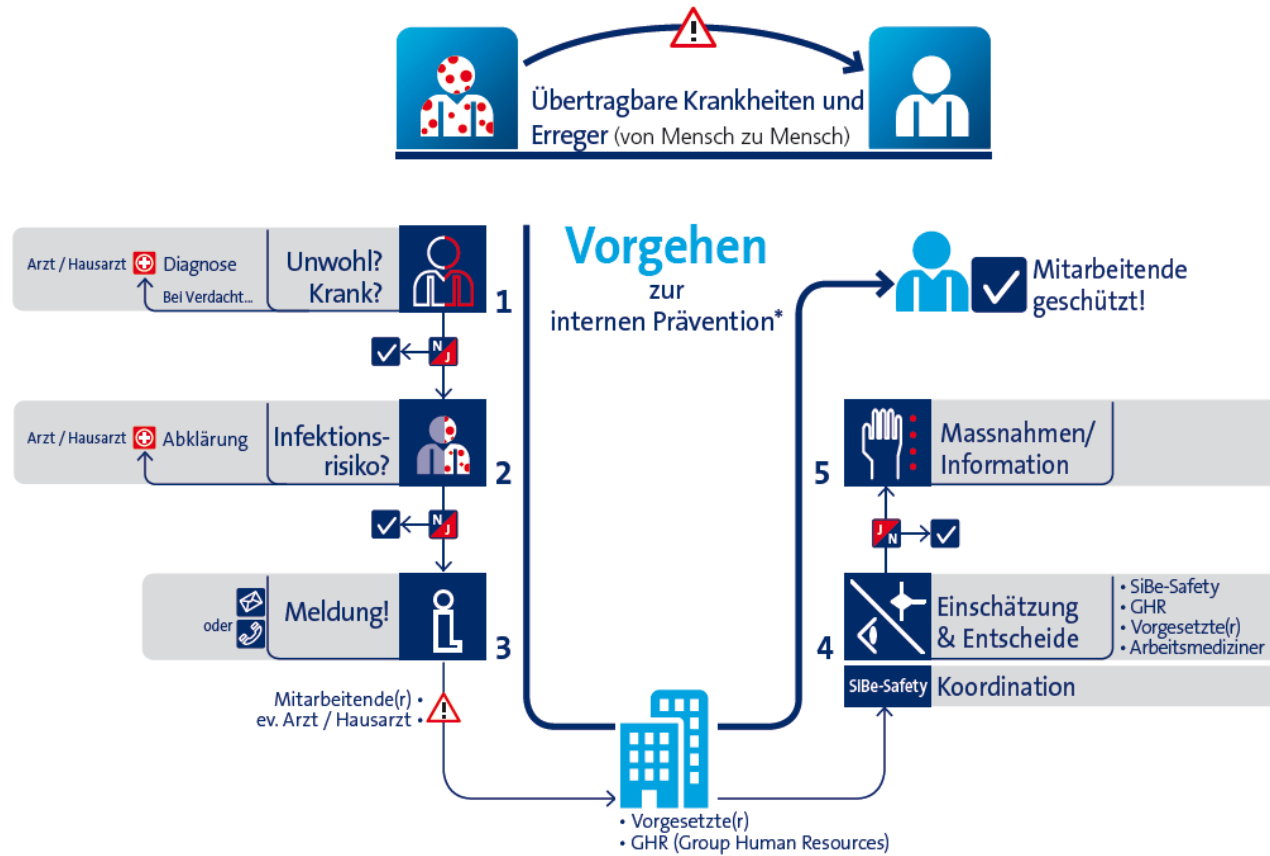 Übertragbare Krankheiten und
Erreger (von Mensch zu Mensch)
Vorgehen
zur
internen Prävention*
Arzt / Hausarzt
Diagnose
Bei Verdacht...
Unwohl?
Krank?
1
N
J
Arzt / Hausarzt
Abklärung
Infektions-
risiko?
2
N
J
oder
Meldung!
3
Mitarbeitende(r) •
ev. Arzt / Hausarzt •
• Vorgesetzte(r)
• GHR (Group Human Resources)
SIBe-Safety
Koordination
4
Einschätzung
& Entscheide
• SiBe-Safety
• GHR
• Vorgesetzte(r)
• Arbeitsmediziner
J
N
5
Massnahmen/
Information
Mitarbeitende
geschützt!